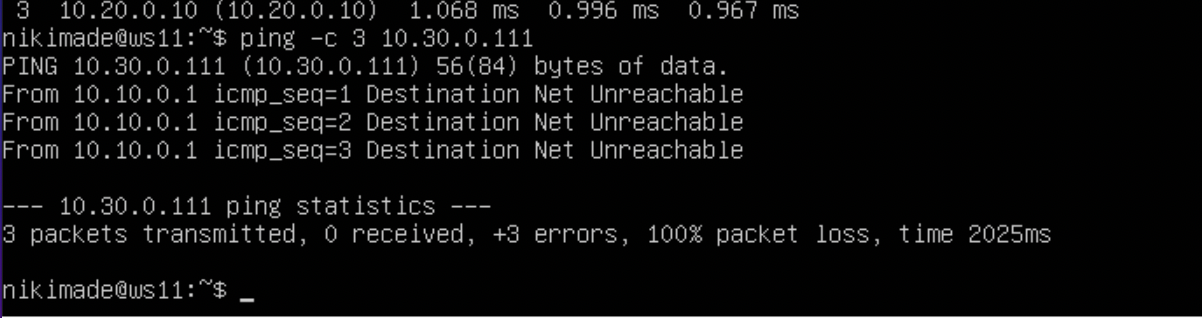 3  10.20.0.10 (10.20.0.10)  1.068 ms  0.996 ms  0.967 ms
nikimade@ws11:~$ ping -c 3 10.30.0.111
PING 10.30.0.111 (10.30.0.111) 56(84) bytes of data.
From 10.10.0.1 icmp_seq=1 Destination Net Unreachable
From 10.10.0.1 icmp_seq=2 Destination Net Unreachable
From 10.10.0.1 icmp_seq=3 Destination Net Unreachable
--- 10.30.0.111 ping statistics ---
3 packets transmitted, 0 received, +3 errors, 100% packet loss, time 2025ms
nikimade@ws11:~$ _